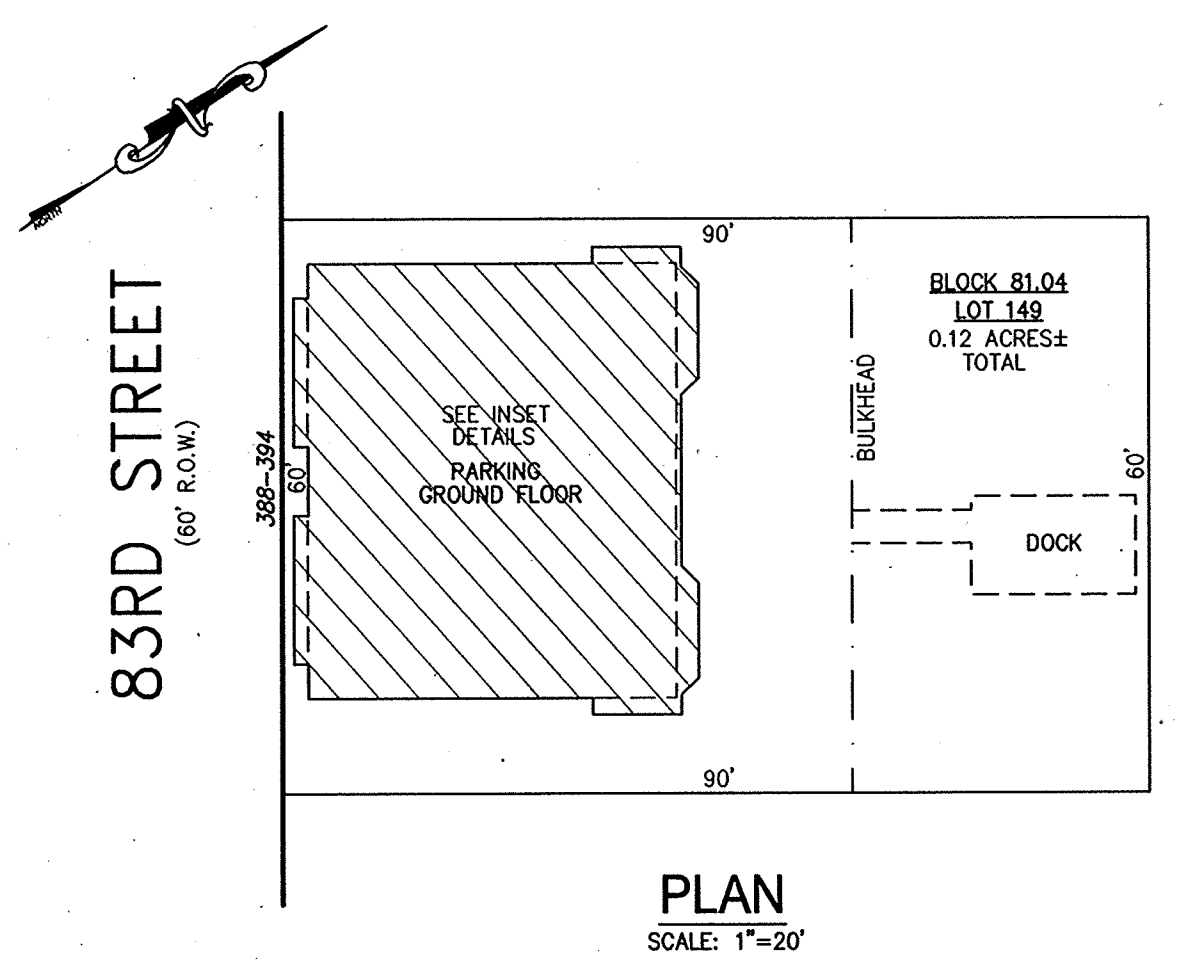 NORTH
83RD STREET
(60' R.O.W.)
388-394
60'
90'
SEE INSET
DETAILS
PARKING
GROUND FLOOR
BULKHEAD
BLOCK 81.04
LOT 149
0.12 ACRES±
TOTAL
60'
DOCK
90'
PLAN
SCALE: 1"=20'